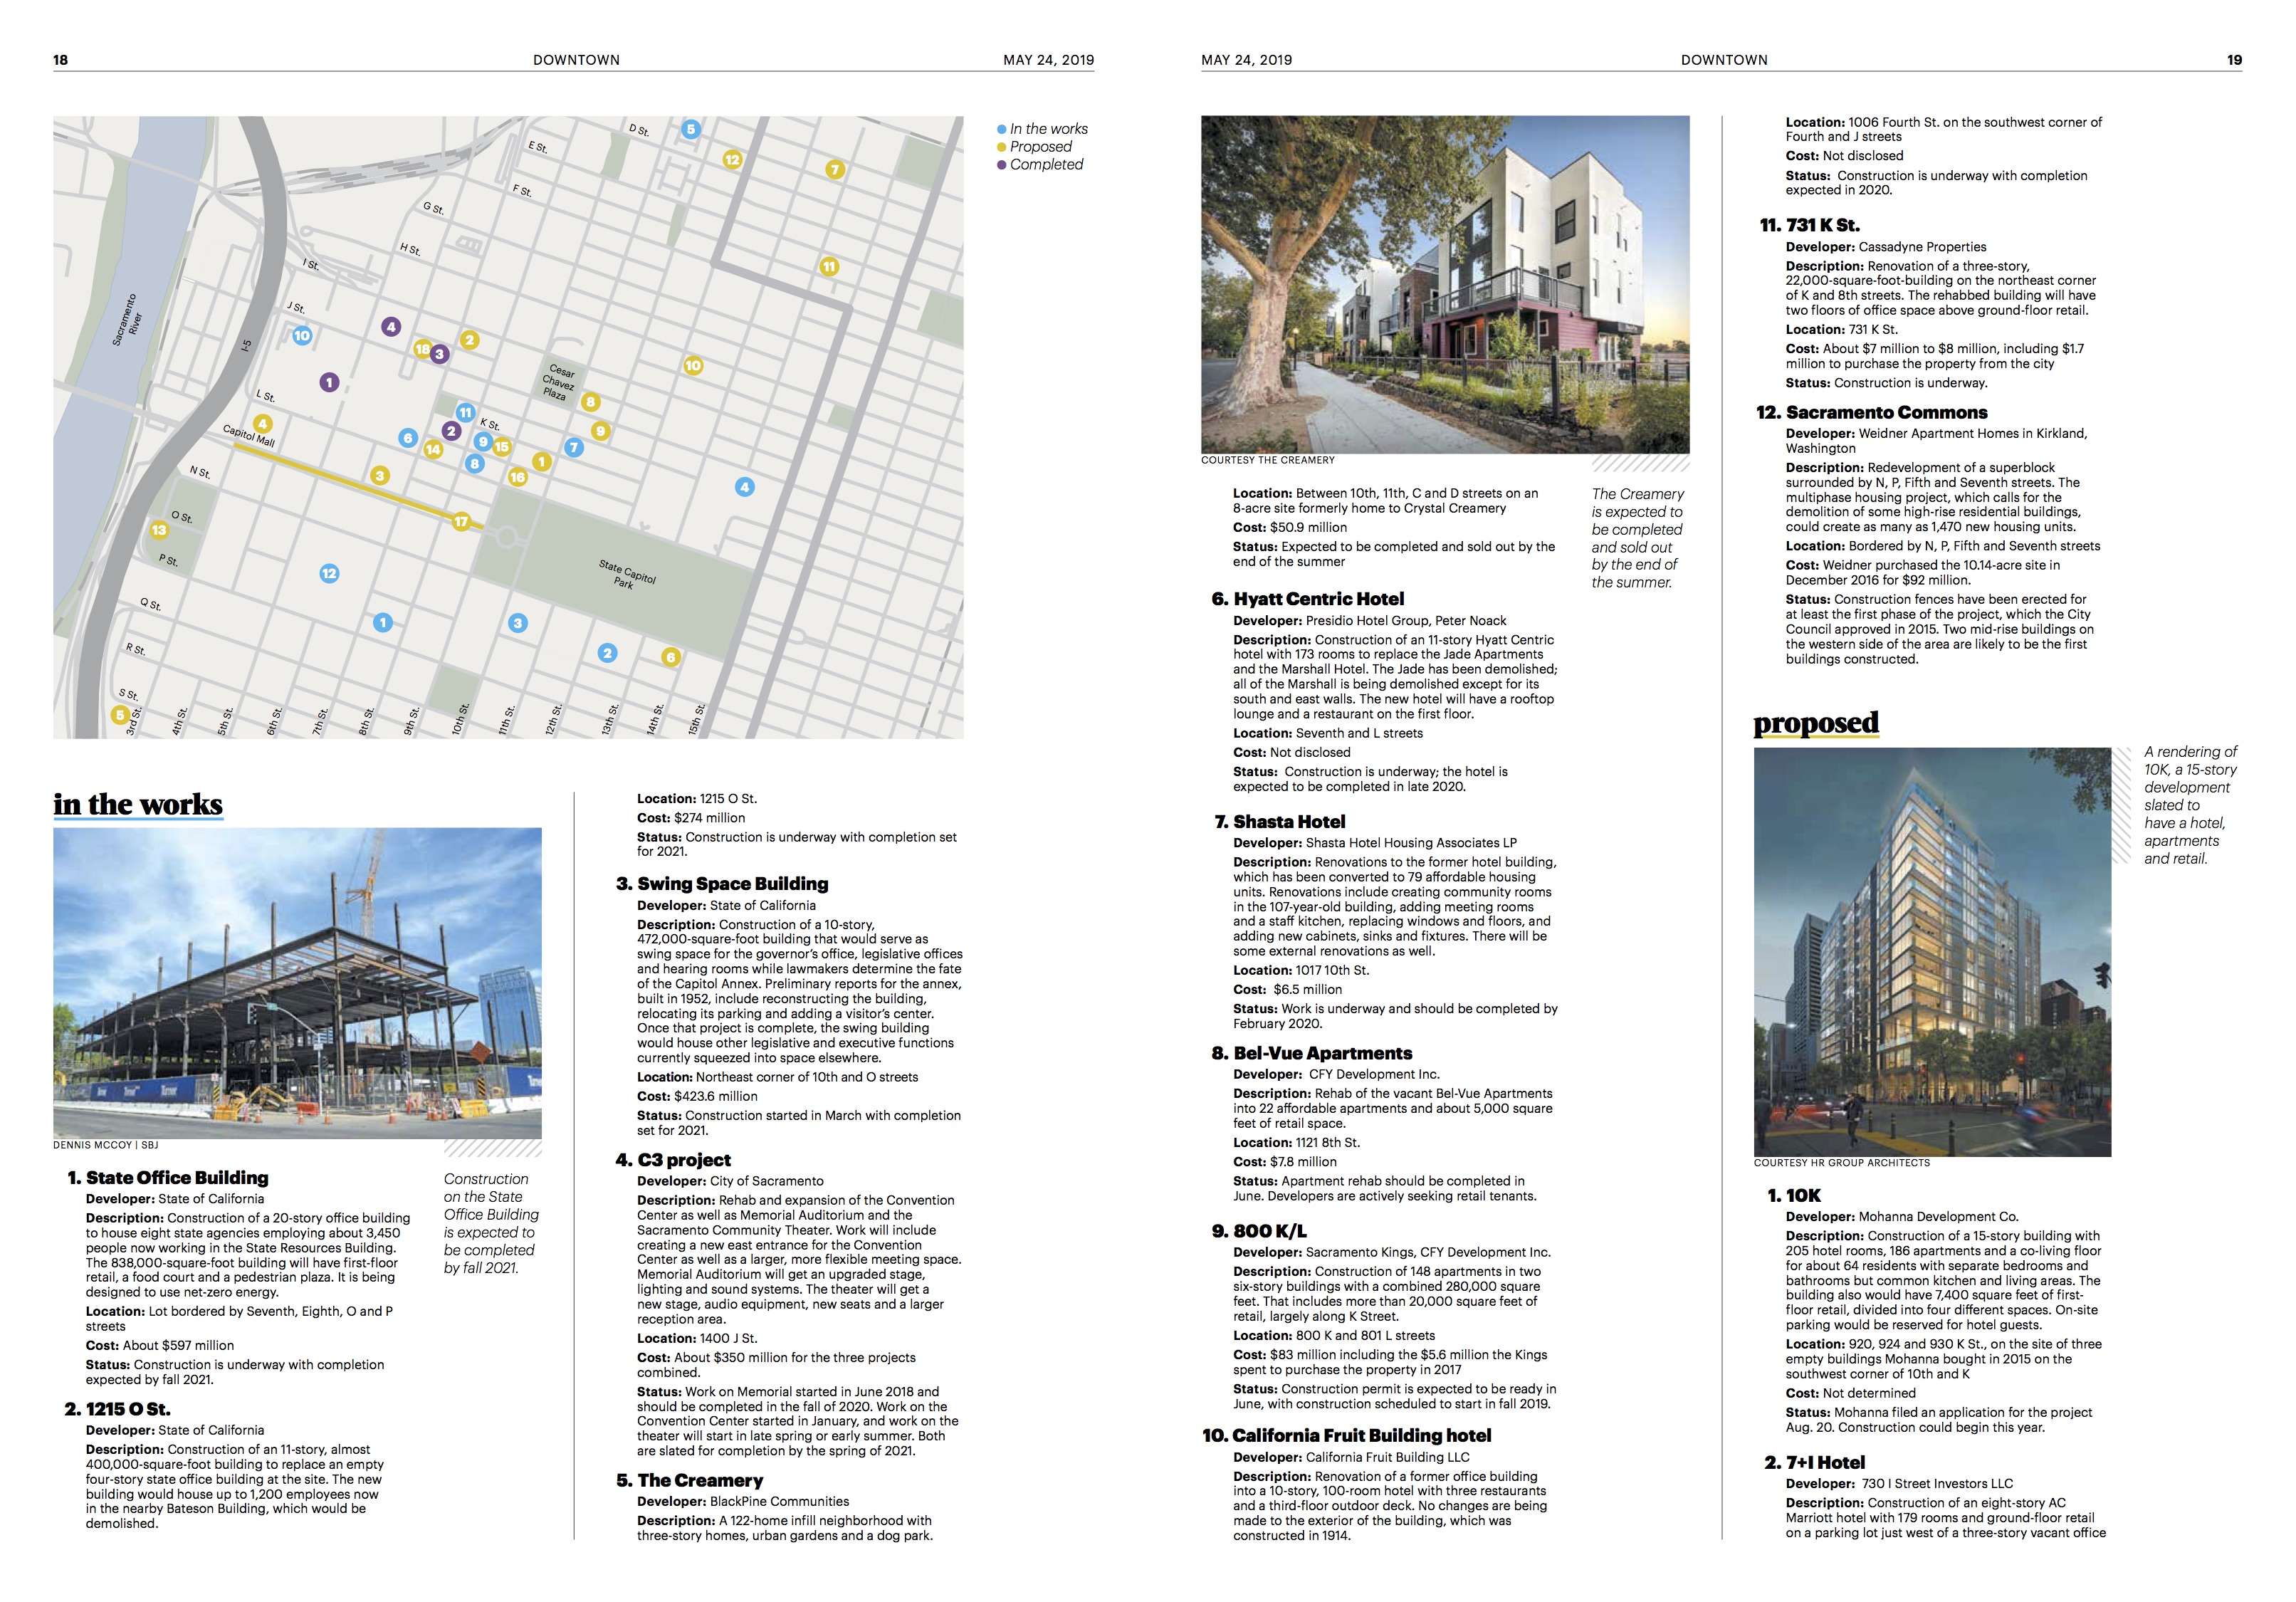 18
DOWNTOWN
MAY 24, 2019
D St.
E St.
F St.
G St.
H St.
I St.
J St.
5
12
7
11
10
4
18
3
2
10
1
Cesar
Chavez
Plaza
8
9
Sacramento
River
I-5
L St.
4
Capitol Mall
11
K St.
6
2
14
9
15
8
7
1
16
3
4
17
N St.
O St.
13
P St.
State Capitol
Park
12
1
3
2
6
Q St.
R St.
S St.
5
3rd St.
4th St.
5th St.
6th St.
7th St.
8th St.
9th St.
10th St.
11th St.
12th St.
13th St.
14th St.
15th St.
In the works
Proposed
Completed
in the works
DENNIS MCCOY | SBJ
Construction
on the State
Office Building
is expected to
be completed
by fall 2021.
1. State Office Building
Developer: State of California
Description: Construction of a 20-story office building
to house eight state agencies employing about 3,450
people now working in the State Resources Building.
The 838,000-square-foot building will have first-floor
retail, a food court and a pedestrian plaza. It is being
designed to use net-zero energy.
Location: Lot bordered by Seventh, Eighth, O and P
streets
Cost: About $597 million
Status: Construction is underway with completion
expected by fall 2021.
2. 1215 O St.
Developer: State of California
Description: Construction of an 11-story, almost
400,000-square-foot building to replace an empty
four-story state office building at the site. The new
building would house up to 1,200 employees now
in the nearby Bateson Building, which would be
demolished.
Location: 1215 O St.
Cost: $274 million
Status: Construction is underway with completion set
for 2021.
3. Swing Space Building
Developer: State of California
Description: Construction of a 10-story,
472,000-square-foot building that would serve as
swing space for the governor's office, legislative offices
and hearing rooms while lawmakers determine the fate
of the Capitol Annex. Preliminary reports for the annex,
built in 1952, include reconstructing the building,
relocating its parking and adding a visitor's center.
Once that project is complete, the swing building
would house other legislative and executive functions
currently squeezed into space elsewhere.
Location: Northeast corner of 10th and O streets
Cost: $423.6 million
Status: Construction started in March with completion
set for 2021.
4. C3 project
Developer: City of Sacramento
Description: Rehab and expansion of the Convention
Center as well as Memorial Auditorium and the
Sacramento Community Theater. Work will include
creating a new east entrance for the Convention
Center as well as a larger, more flexible meeting space.
Memorial Auditorium will get an upgraded stage,
lighting and sound systems. The theater will get a
new stage, audio equipment, new seats and a larger
reception area.
Location: 1400 J St.
Cost: About $350 million for the three projects
combined.
Status: Work on Memorial started in June 2018 and
should be completed in the fall of 2020. Work on the
Convention Center started in January, and work on the
theater will start in late spring or early summer. Both
are slated for completion by the spring of 2021.
5. The Creamery
Developer: BlackPine Communities
Description: A 122-home infill neighborhood with
three-story homes, urban gardens and a dog park.
MAY 24, 2019
DOWNTOWN
19
COURTESY THE CREAMERY
The Creamery
is expected to
be completed
and sold out
by the end of
the summer.
Location: Between 10th, 11th, C and D streets on an
8-acre site formerly home to Crystal Creamery
Cost: $50.9 million
Status: Expected to be completed and sold out by the
end of the summer
6. Hyatt Centric Hotel
Developer: Presidio Hotel Group, Peter Noack
Description: Construction of an 11-story Hyatt Centric
hotel with 173 rooms to replace the Jade Apartments
and the Marshall Hotel. The Jade has been demolished;
all of the Marshall is being demolished except for its
south and east walls. The new hotel will have a rooftop
lounge and a restaurant on the first floor.
Location: Seventh and L streets
Cost: Not disclosed
Status: Construction is underway; the hotel is
expected to be completed in late 2020.
7. Shasta Hotel
Developer: Shasta Hotel Housing Associates LP
Description: Renovations to the former hotel building,
which has been converted to 79 affordable housing
units. Renovations include creating community rooms
in the 107-year-old building, adding meeting rooms
and a staff kitchen, replacing windows and floors, and
adding new cabinets, sinks and fixtures. There will be
some external renovations as well.
Location: 1017 10th St.
Cost: $6.5 million
Status: Work is underway and should be completed by
February 2020.
8. Bel-Vue Apartments
Developer: CFY Development Inc.
Description: Rehab of the vacant Bel-Vue Apartments
into 22 affordable apartments and about 5,000 square
feet of retail space.
Location: 1121 8th St.
Cost: $7.8 million
Status: Apartment rehab should be completed in
June. Developers are actively seeking retail tenants.
9. 800 K/L
Developer: Sacramento Kings, CFY Development Inc.
Description: Construction of 148 apartments in two
six-story buildings with a combined 280,000 square
feet. That includes more than 20,000 square feet of
retail, largely along K Street.
Location: 800 K and 801 L streets
Cost: $83 million including the $5.6 million the Kings
spent to purchase the property in 2017
Status: Construction permit is expected to be ready in
June, with construction scheduled to start in fall 2019.
10. California Fruit Building hotel
Developer: California Fruit Building LLC
Description: Renovation of a former office building
into a 10-story, 100-room hotel with three restaurants
and a third-floor outdoor deck. No changes are being
made to the exterior of the building, which was
constructed in 1914.
Location: 1006 Fourth St. on the southwest corner of
Fourth and J streets
Cost: Not disclosed
Status: Construction is underway with completion
expected in 2020.
11. 731 K St.
Developer: Cassadyne Properties
Description: Renovation of a three-story,
22,000-square-foot-building on the northeast corner
of K and 8th streets. The rehabbed building will have
two floors of office space above ground-floor retail.
Location: 731 K St.
Cost: About $7 million to $8 million, including $1.7
million to purchase the property from the city
Status: Construction is underway.
12. Sacramento Commons
Developer: Weidner Apartment Homes in Kirkland,
Washington
Description: Redevelopment of a superblock
surrounded by N, P, Fifth and Seventh streets. The
multiphase housing project, which calls for the
demolition of some high-rise residential buildings,
could create as many as 1,470 new housing units.
Location: Bordered by N, P, Fifth and Seventh streets
Cost: Weidner purchased the 10.14-acre site in
December 2016 for $92 million.
Status: Construction fences have been erected for
at least the first phase of the project, which the City
Council approved in 2015. Two mid-rise buildings on
the western side of the area are likely to be the first
buildings constructed.
proposed
A rendering of
10K, a 15-story
development
slated to
have a hotel,
apartments
and retail.
COURTESY HR GROUP ARCHITECTS
1. 10K
Developer: Mohanna Development Co.
Description: Construction of a 15-story building with
205 hotel rooms, 186 apartments and a co-living floor
for about 64 residents with separate bedrooms and
bathrooms but common kitchen and living areas. The
building also would have 7,400 square feet of first-
floor retail, divided into four different spaces. On-site
parking would be reserved for hotel guests.
Location: 920, 924 and 930 K St., on the site of three
empty buildings Mohanna bought in 2015 on the
southwest corner of 10th and K
Cost: Not determined
Status: Mohanna filed an application for the project
Aug. 20. Construction could begin this year.
2. 7+I Hotel
Developer: 730 I Street Investors LLC
Description: Construction of an eight-story AC
Marriott hotel with 179 rooms and ground-floor retail
on a parking lot just west of a three-story vacant office